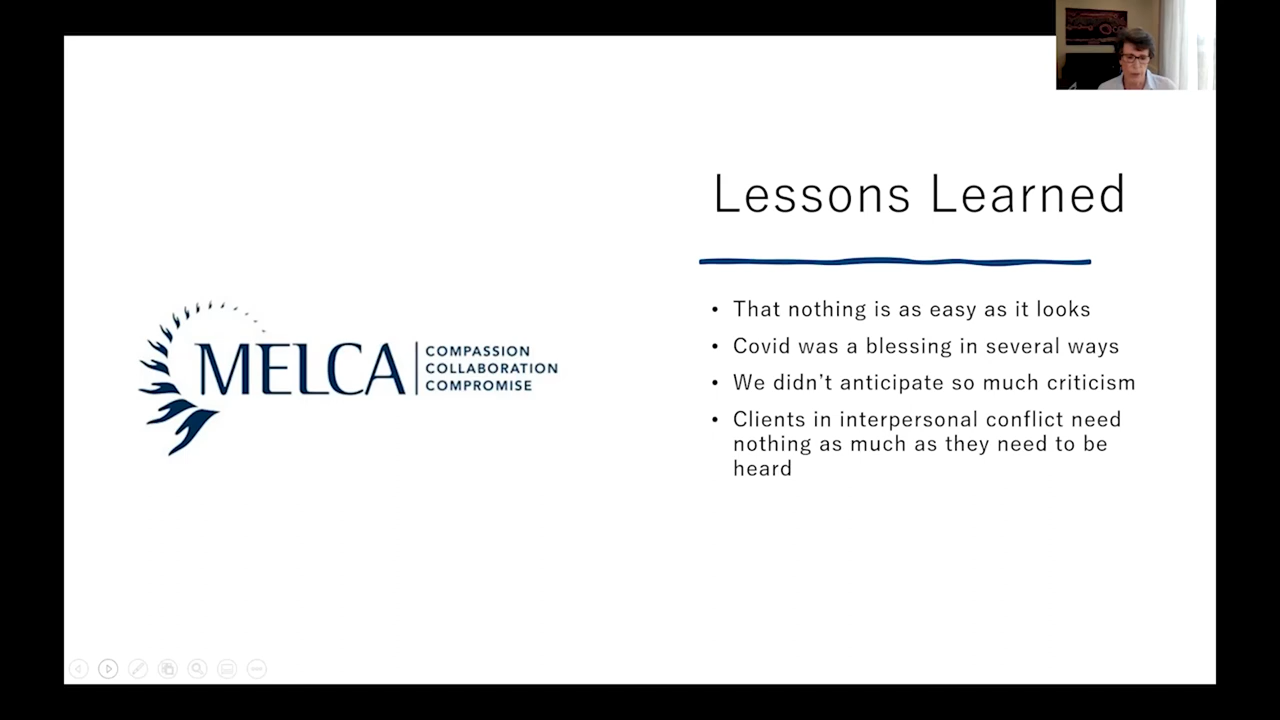 Lessons Learned
MELCA
COMPASSION
COLLABORATION
COMPROMISE
• That nothing is as easy as it looks
• Covid was a blessing in several ways
• We didn’t anticipate so much criticism
• Clients in interpersonal conflict need
nothing as much as they need to be
heard